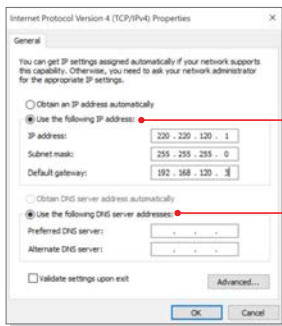 Internet Protocol Version 4 (TCP/IPv4) Properties
General
You can get IP settings assigned automatically if your network supports
this capability. Otherwise, you need to ask your network administrator
for the appropriate IP settings.
Obtain an IP address automatically
Use the following IP address:
IP address: 220 . 220 . 120 . 1
Subnet mask: 255 . 255 . 255 . 0
Default gateway: 192 . 168 . 120 . 3
Obtain DNS server address automatically
Use the following DNS server addresses:
Preferred DNS server: . . .
Alternate DNS server: . . .
Validate settings upon exit
Advanced...
OK Cancel